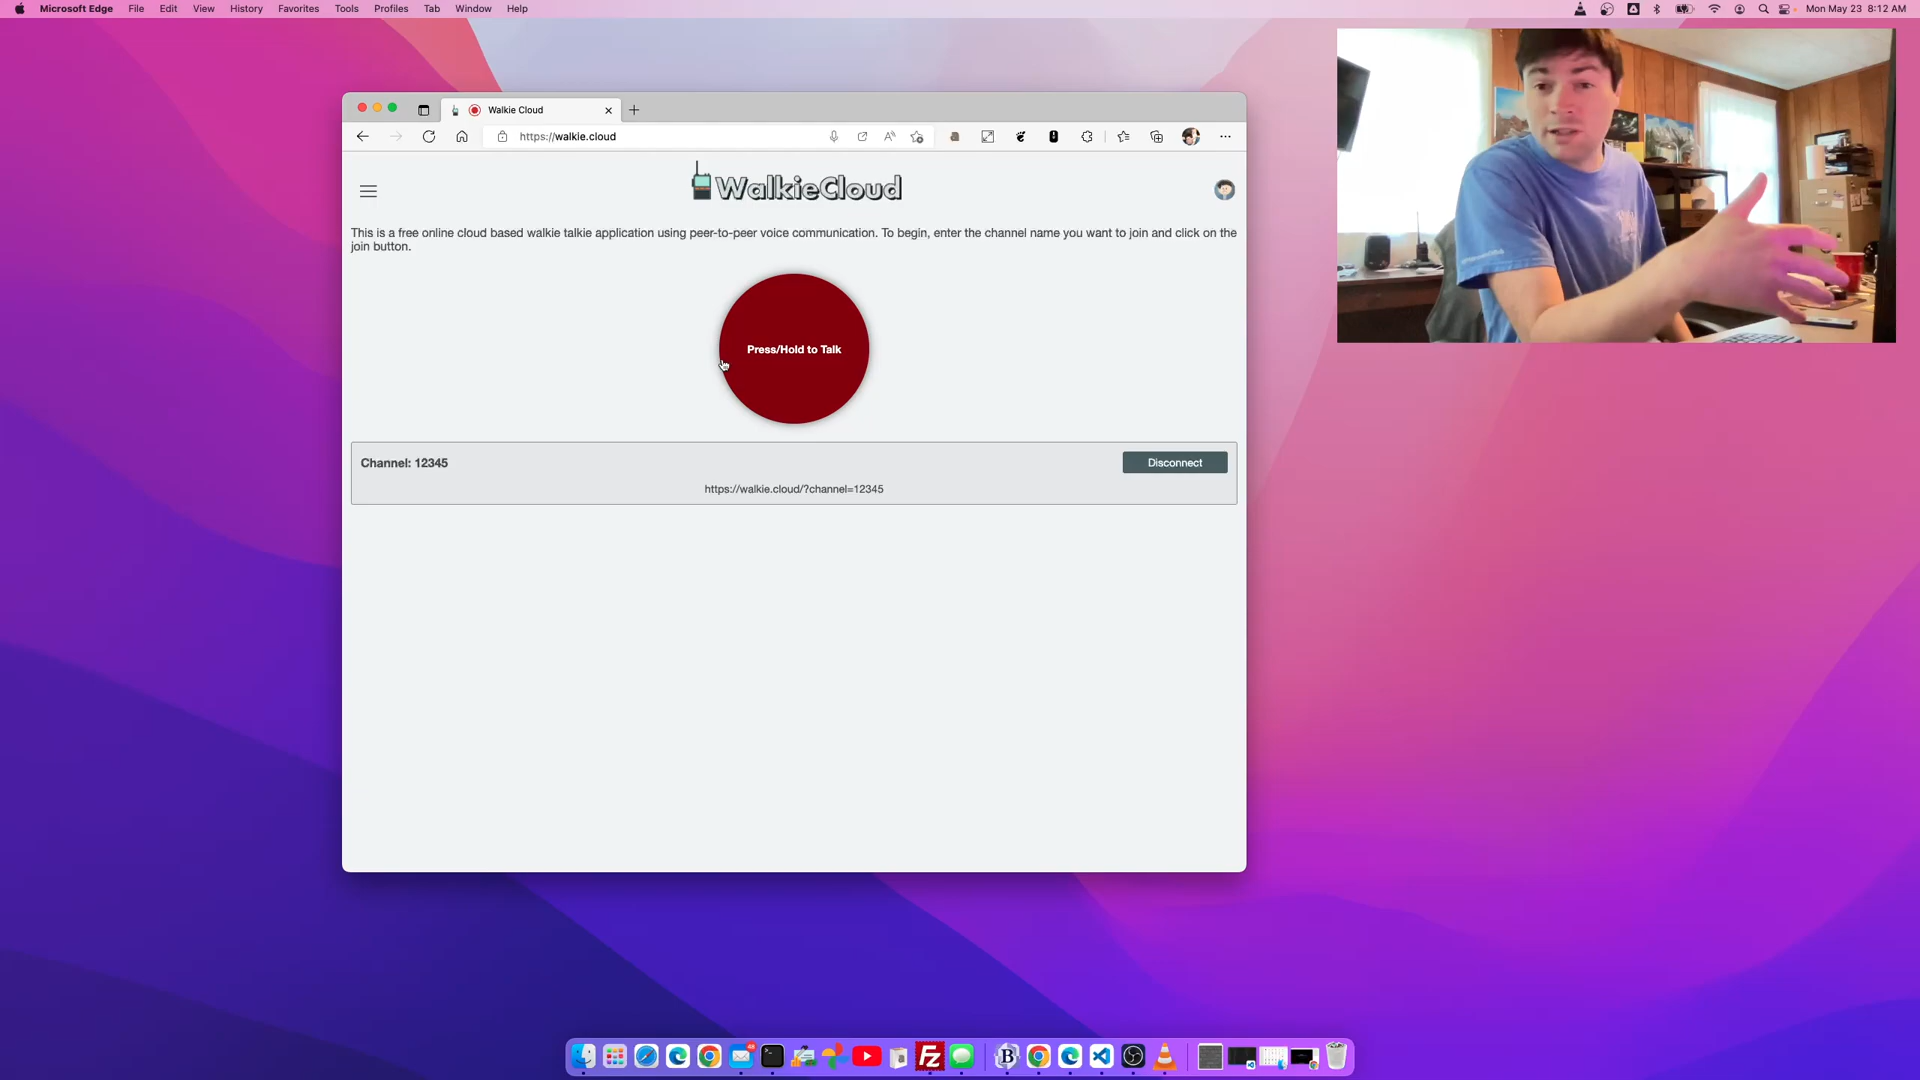 Microsoft Edge File Edit View History Favorites Tools Profiles Tab Window Help Mon May 23 8:12 AM
Walkie Cloud
https://walkie.cloud
WalkieCloud
This is a free online cloud based walkie talkie application using peer-to-peer voice communication. To begin, enter the channel name you want to join and click on the
join button.
Press/Hold to Talk
Channel: 12345
Disconnect
https://walkie.cloud/?channel=12345